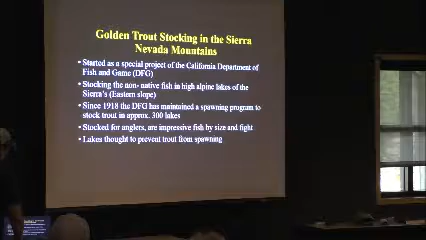 Golden Trout Stocking in the Sierra
Nevada Mountains
• Started as a special project of the California Department of
Fish and Game (DFG)
• Stocking the non- native fish in high alpine lakes of the
Sierra's (Eastern slope)
• Since 1918 the DFG has maintained a spawning program to
stock trout in approx. 300 lakes
• Stocked for anglers, are impressive fish by size and fight
• Lakes thought to prevent trout from spawning